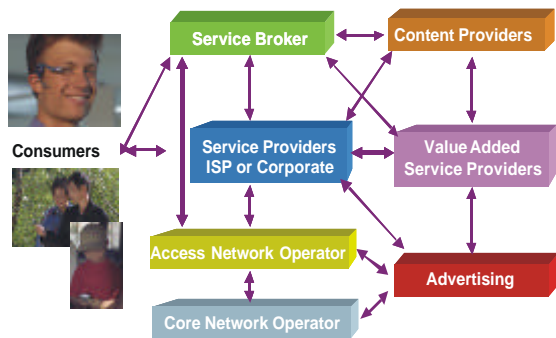 Service Broker
Content Providers
Consumers
Service Providers
ISP or Corporate
Value Added
Service Providers
Access Network Operator
Advertising
Core Network Operator